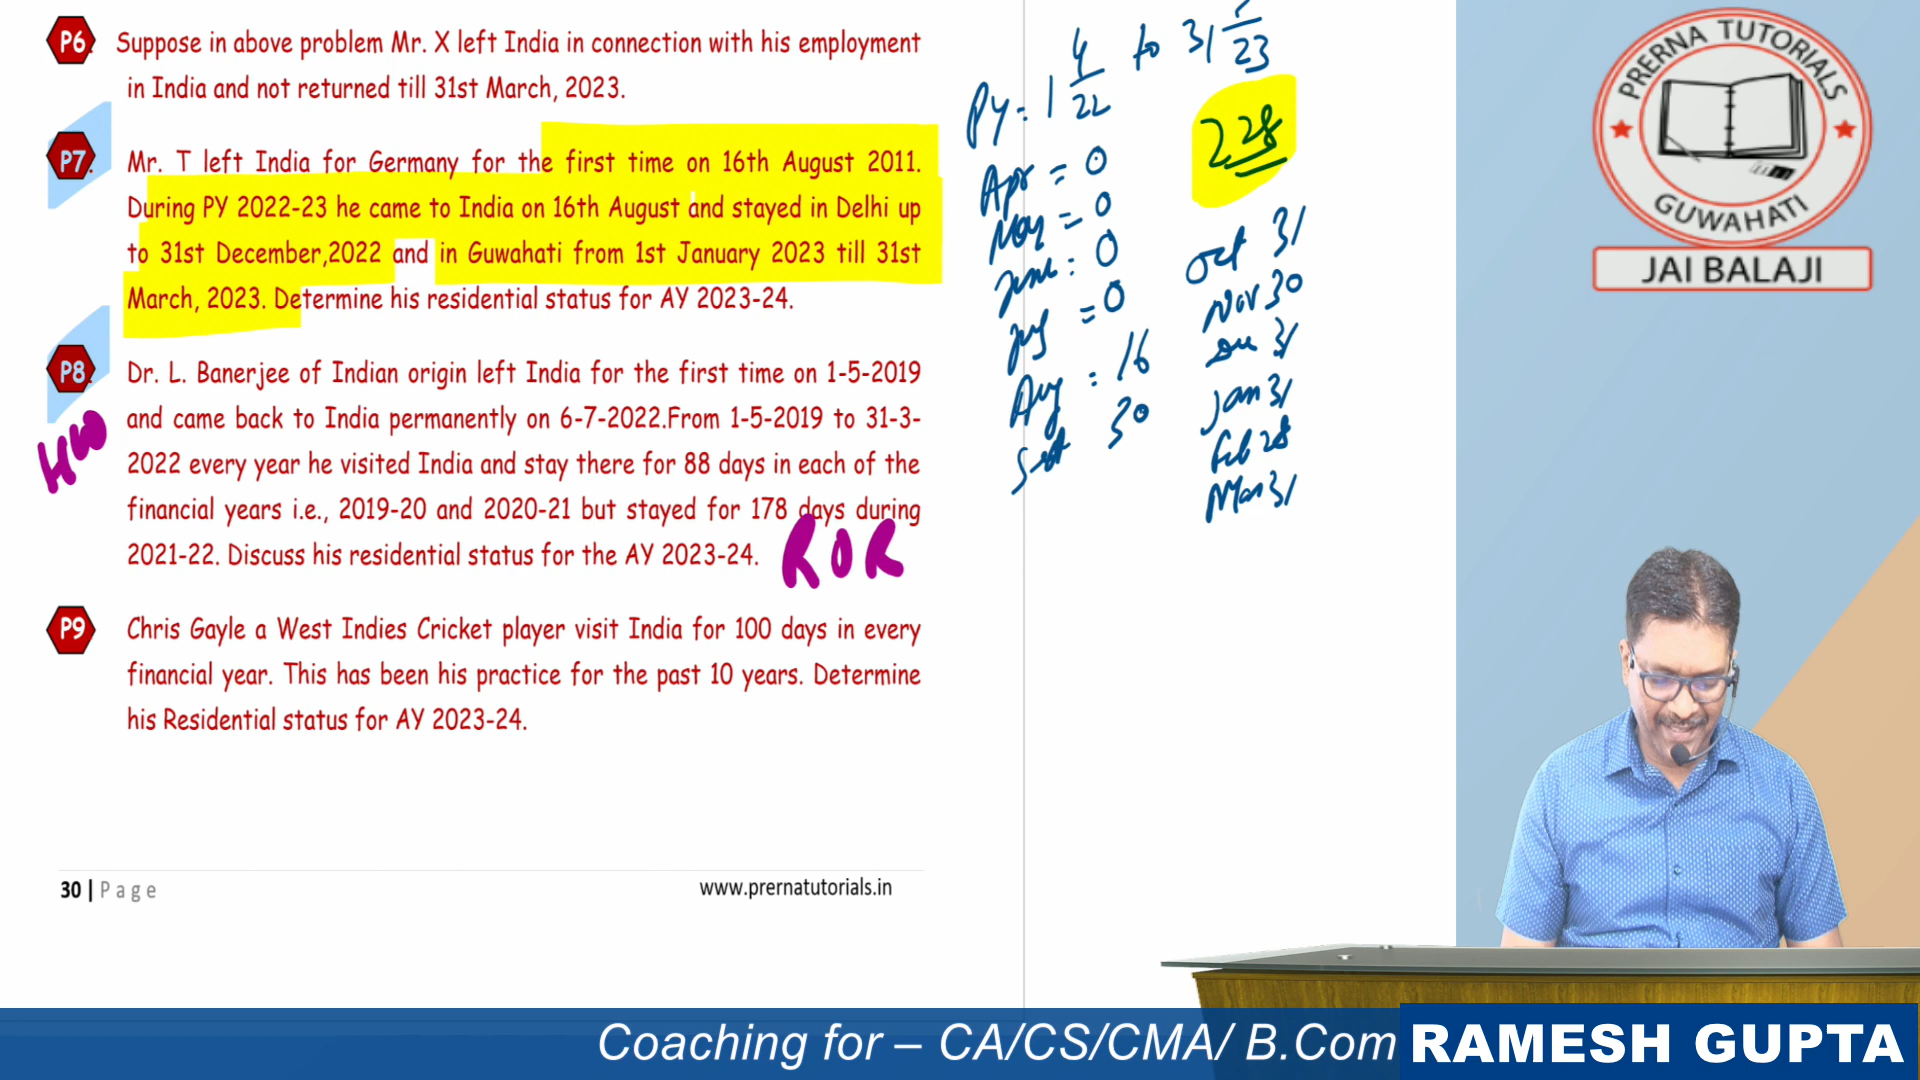 P6. Suppose in above problem Mr. X left India in connection with his employment
in India and not returned till 31st March, 2023.
P7. Mr. T left India for Germany for the first time on 16th August 2011.
During PY 2022-23 he came to India on 16th August and stayed in Delhi up
to 31st December,2022 and in Guwahati from 1st January 2023 till 31st
March, 2023. Determine his residential status for AY 2023-24.
P8. Dr. L. Banerjee of Indian origin left India for the first time on 1-5-2019
and came back to India permanently on 6-7-2022.From 1-5-2019 to 31-3-
2022 every year he visited India and stay there for 88 days in each of the
financial years i.e., 2019-20 and 2020-21 but stayed for 178 days during
2021-22. Discuss his residential status for the AY 2023-24.
HW
ROR
P9 Chris Gayle a West Indies Cricket player visit India for 100 days in every
financial year. This has been his practice for the past 10 years. Determine
his Residential status for AY 2023-24.
30 | Page
www.prernatutorials.in
PY: 1 4/22 to 31 /23
228
Apr = 0
May = 0
June : 0
July = 0
Aug : 16
Sept 30
Oct 31
Nov 30
Dec 31
Jan 31
Feb 28
Mar 31
PRERNA TUTORIALS
GUWAHATI
JAI BALAJI
Coaching for – CA/CS/CMA/ B.Com
RAMESH GUPTA